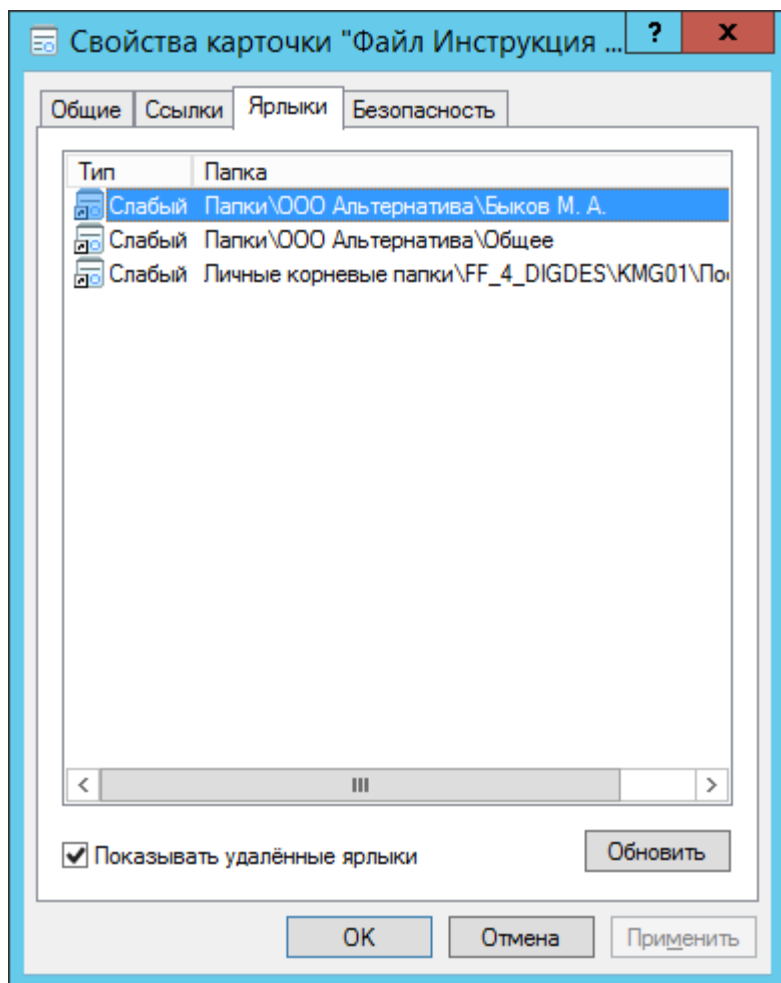 Свойства карточки "Файл Инструкция ... ? x
Общие Ссылки Ярлыки Безопасность
Тип Папка
Слабый Папки\ООО Альтернатива\Быков М. А.
Слабый Папки\ООО Альтернатива\Общее
Слабый Личные корневые папки\FF_4_DIGDES\KMG01\
Показывать удалённые ярлыки Обновить
OK Отмена Применить